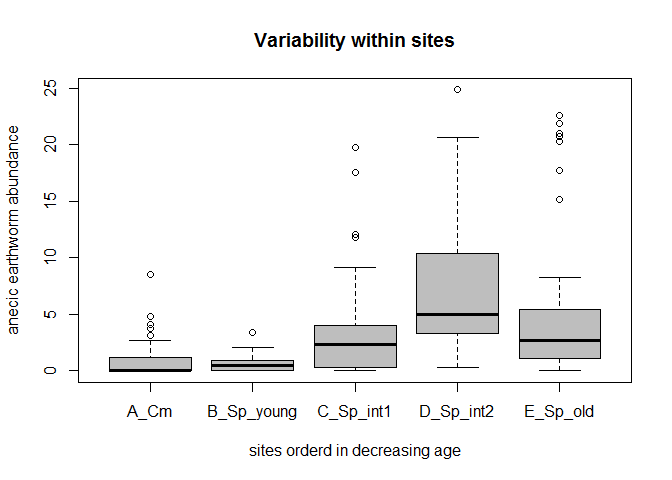 Variability within sites
anecic earthworm abundance
25
20
15
10
5
0
A_Cm B_Sp_young C_Sp_int1 D_Sp_int2 E_Sp_old
sites orderd in decreasing age